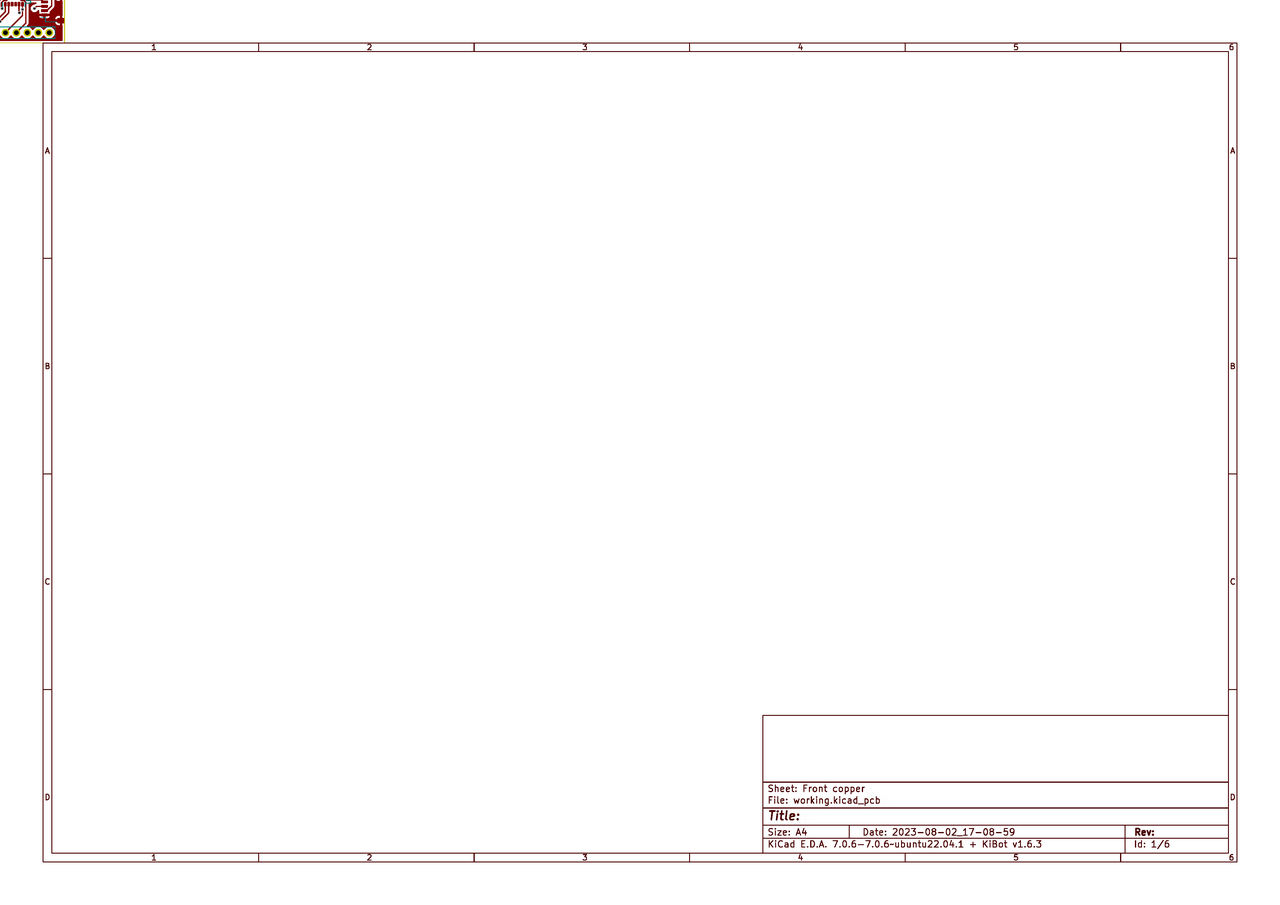 1 2 3 4 5 6
A A
B B
C C
D D
Sheet: Front copper
File: working.kicad_pcb
Title:
Size: A4 Date: 2023-08-02_17-08-59 Rev:
KiCad E.D.A. 7.0.6-7.0.6~ubuntu22.04.1 + KiBot v1.6.3 Id: 1/6
1 2 3 4 5 6